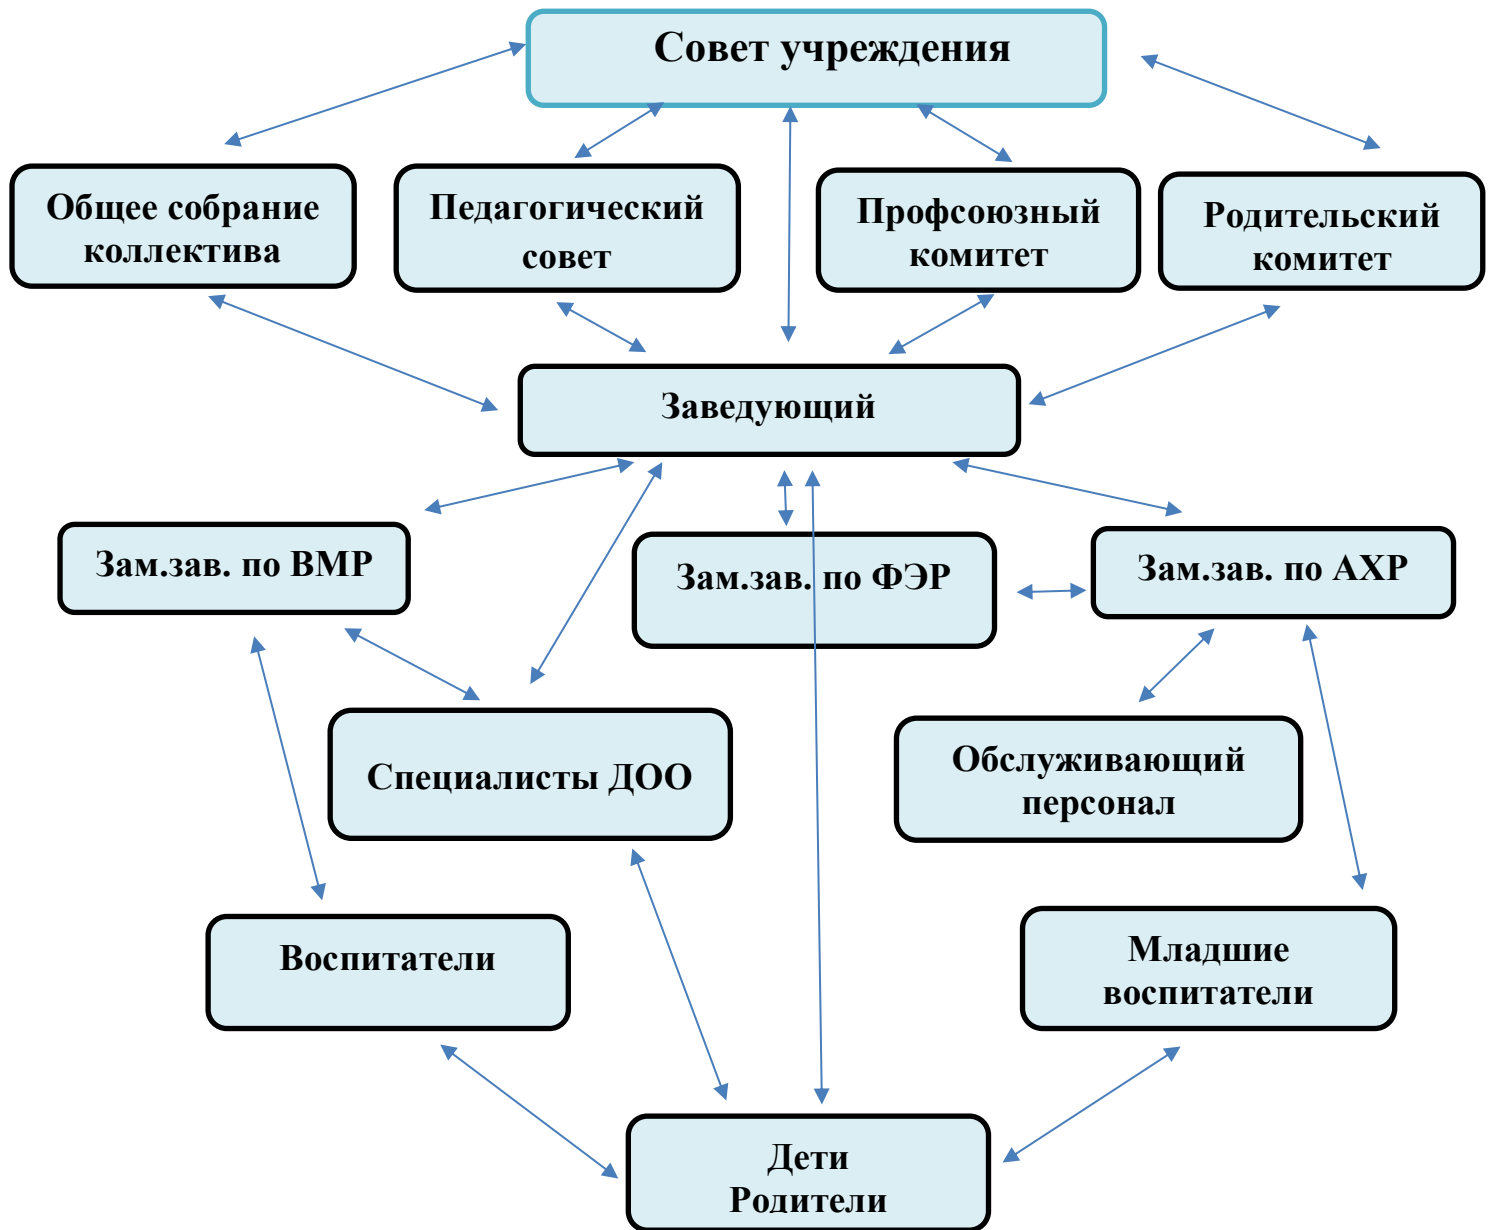 Совет учреждения
Общее собрание
коллектива
Педагогический
совет
Профсоюзный
комитет
Родительский
комитет
Заведующий
Зам.зав. по ВМР
Зам.зав. по ФЭР
Зам.зав. по АХР
Специалисты ДОО
Обслуживающий
персонал
Воспитатели
Младшие
воспитатели
Дети
Родители